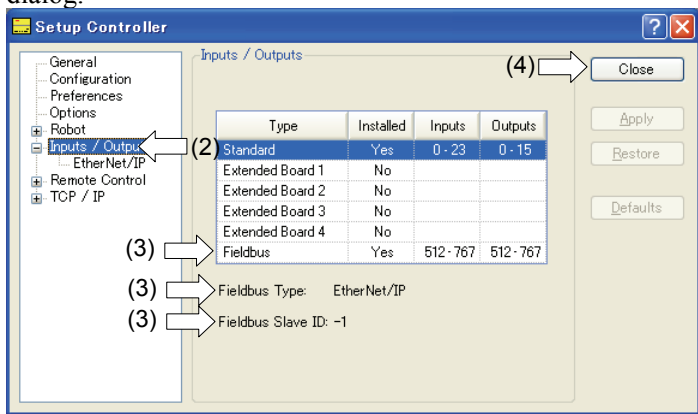 dialog.
Setup Controller
General
Configuration
Preferences
Options
Robot
Inputs / Outpu
EtherNet/IP
Remote Control
TCP / IP
(2)
Inputs / Outputs
(4)
Close
Apply
Restore
Defaults
Type Installed Inputs Outputs
Standard Yes 0 - 23 0 - 15
Extended Board 1 No
Extended Board 2 No
Extended Board 3 No
Extended Board 4 No
(3) Fieldbus Yes 512 - 767 512 - 767
(3) Fieldbus Type: EtherNet/IP
(3) Fieldbus Slave ID: -1